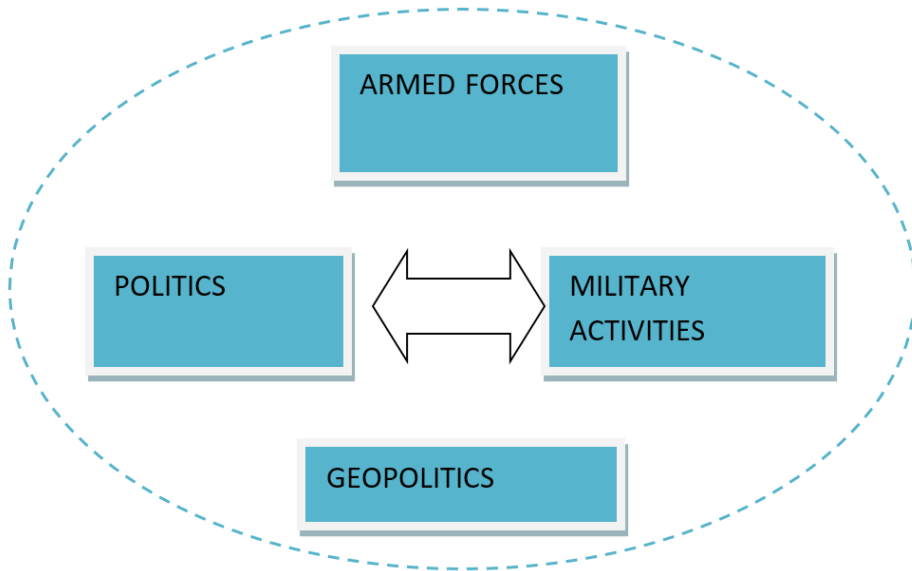 ARMED FORCES
POLITICS
MILITARY
ACTIVITIES
GEOPOLITICS